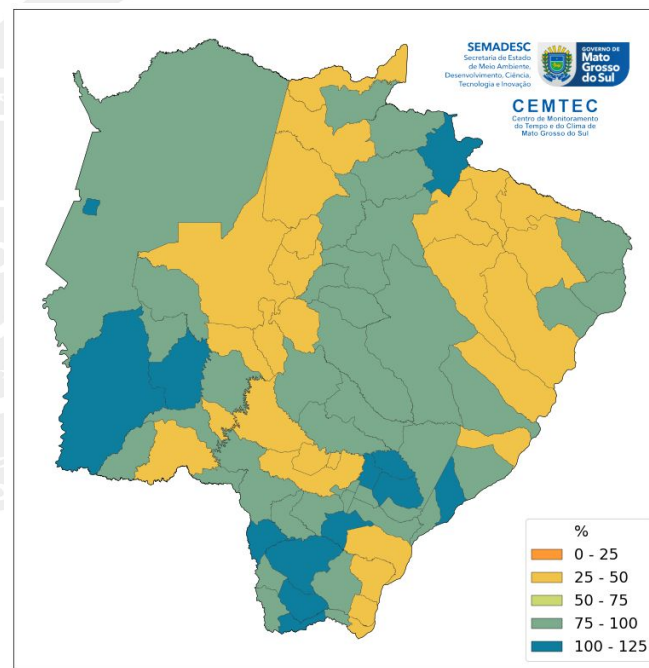 SEMADESC
Secretaria de Estado
de Meio Ambiente,
Desenvolvimento, Ciência,
Tecnologia e Inovação
GOVERNO DE
Mato
Grosso
do Sul
CEMTEC
Centro de Monitoramento
do Tempo e do Clima de
Mato Grosso do Sul
%
0 - 25
25 - 50
50 - 75
75 - 100
100 - 125